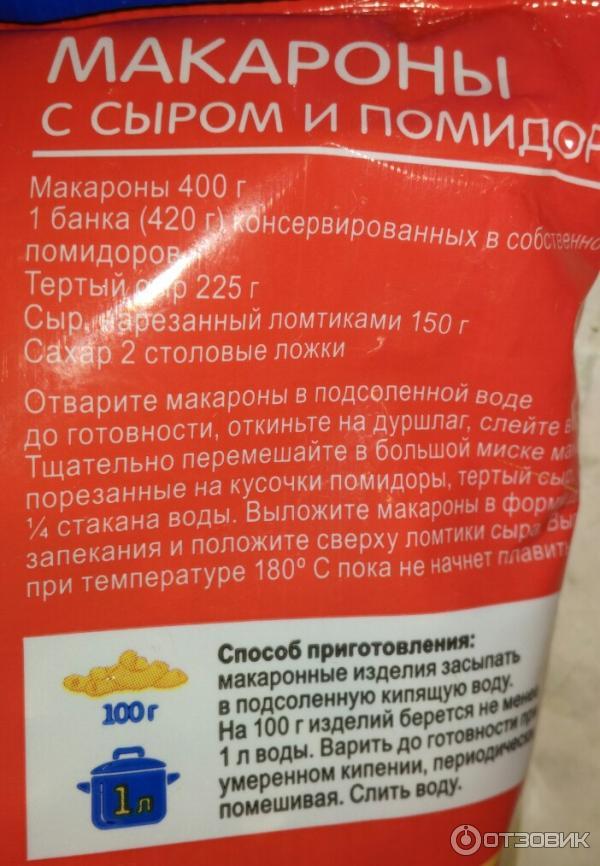 МАКАРОНЫ
С СЫРОМ И ПОМИДОР
Макароны 400 г
1 банка (420 г) консервированных в собственно
помидоров
Тертый сыр 225 г
Сыр, нарезанный ломтиками 150 г
Сахар 2 столовые ложки
Отварите макароны в подсоленной воде
до готовности, откиньте на дуршлаг, слейте в
Тщательно перемешайте в большой миске ма
порезанные на кусочки помидоры, тертый сыр
¼ стакана воды. Выложите макароны в форм
запекания и положите сверху ломтики сыра. Вы
при температуре 180º С пока не начнет плавить
Способ приготовления:
макаронные изделия засыпать
в подсоленную кипящую воду.
На 100 г изделий берется не мене
1 л воды. Варить до готовности при
умеренном кипении, периодическ
помешивая. Слить воду.
100 г
1 л
ОТЗОВИК